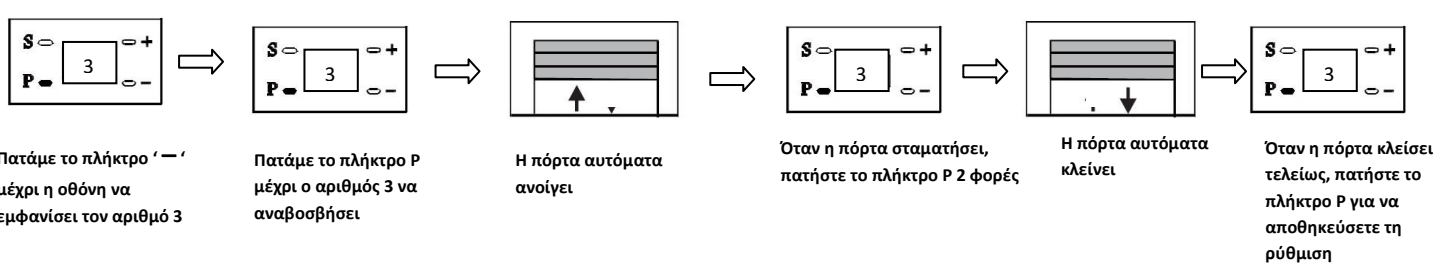 S +
3
P −
S +
3
P −
S +
3
P −
S +
3
P −
Πατάμε το πλήκτρο ‘ − ‘
μέχρι η οθόνη να
εμφανίσει τον αριθμό 3
Πατάμε το πλήκτρο P
μέχρι ο αριθμός 3 να
αναβοσβήσει
Η πόρτα αυτόματα
ανοίγει
Όταν η πόρτα σταματήσει,
πατήστε το πλήκτρο P 2 φορές
Η πόρτα αυτόματα
κλείνει
Όταν η πόρτα κλείσει
τελείως, πατήστε το
πλήκτρο P για να
αποθηκεύσετε τη
ρύθμιση